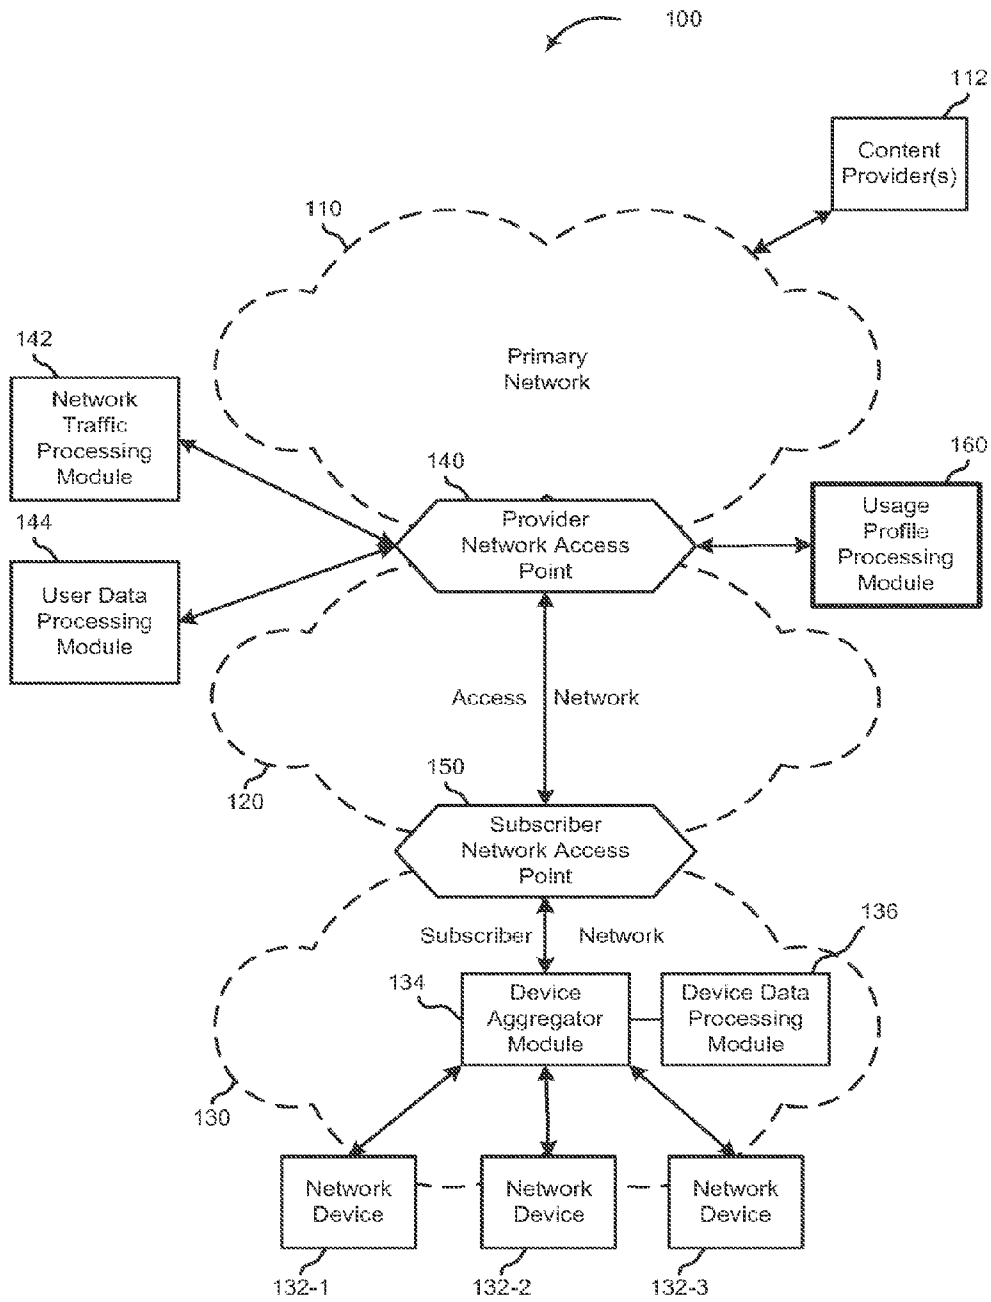 100
112
Content
Provider(s)
110
Primary
Network
142
Network
Traffic
Processing
Module
140
Provider
Network Access
Point
160
Usage
Profile
Processing
Module
144
User Data
Processing
Module
Access Network
120
150
Subscriber
Network Access
Point
Subscriber Network
136
134
Device
Aggregator
Module
Device Data
Processing
Module
130
Network
Device
Network
Device
Network
Device
132-1
132-2
132-3